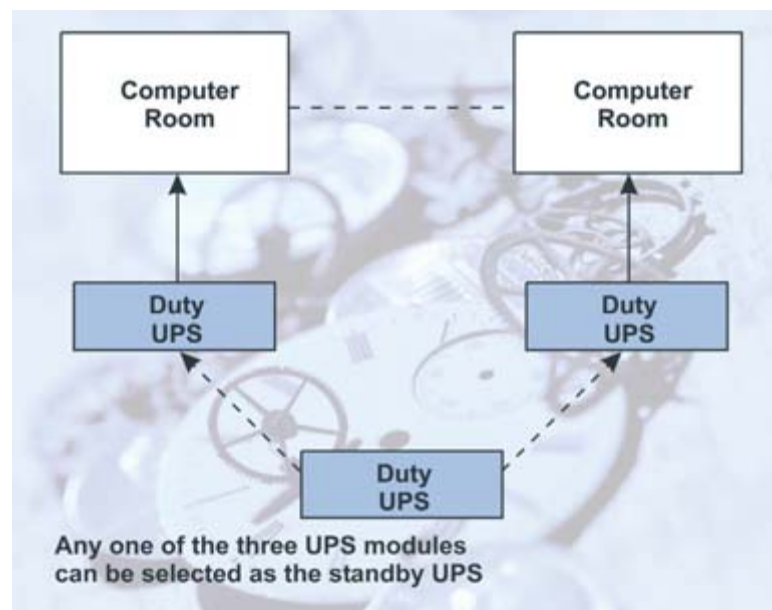 Computer
Room
Computer
Room
Duty
UPS
Duty
UPS
Duty
UPS
Any one of the three UPS modules
can be selected as the standby UPS